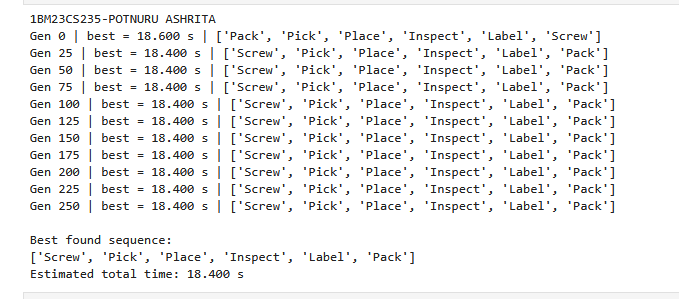 1BM23CS235-POTNURU ASHRITA
Gen 0 | best = 18.600 s | ['Pack', 'Pick', 'Place', 'Inspect', 'Label', 'Screw']
Gen 25 | best = 18.400 s | ['Screw', 'Pick', 'Place', 'Inspect', 'Label', 'Pack']
Gen 50 | best = 18.400 s | ['Screw', 'Pick', 'Place', 'Inspect', 'Label', 'Pack']
Gen 75 | best = 18.400 s | ['Screw', 'Pick', 'Place', 'Inspect', 'Label', 'Pack']
Gen 100 | best = 18.400 s | ['Screw', 'Pick', 'Place', 'Inspect', 'Label', 'Pack']
Gen 125 | best = 18.400 s | ['Screw', 'Pick', 'Place', 'Inspect', 'Label', 'Pack']
Gen 150 | best = 18.400 s | ['Screw', 'Pick', 'Place', 'Inspect', 'Label', 'Pack']
Gen 175 | best = 18.400 s | ['Screw', 'Pick', 'Place', 'Inspect', 'Label', 'Pack']
Gen 200 | best = 18.400 s | ['Screw', 'Pick', 'Place', 'Inspect', 'Label', 'Pack']
Gen 225 | best = 18.400 s | ['Screw', 'Pick', 'Place', 'Inspect', 'Label', 'Pack']
Gen 250 | best = 18.400 s | ['Screw', 'Pick', 'Place', 'Inspect', 'Label', 'Pack']
Best found sequence:
['Screw', 'Pick', 'Place', 'Inspect', 'Label', 'Pack']
Estimated total time: 18.400 s